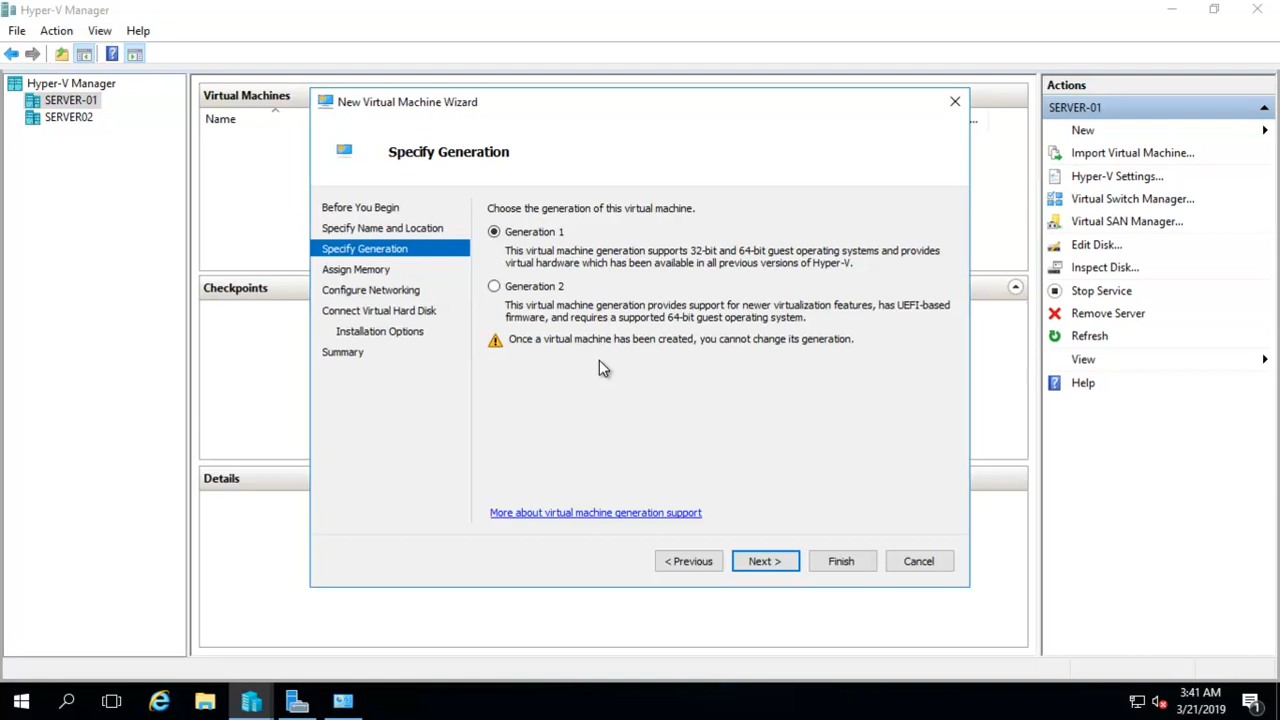 Hyper-V Manager
File Action View Help
Hyper-V Manager
SERVER-01
SERVER02
Virtual Machines
Name
...
Checkpoints
Details
New Virtual Machine Wizard
Specify Generation
Before You Begin
Specify Name and Location
Specify Generation
Assign Memory
Configure Networking
Connect Virtual Hard Disk
Installation Options
Summary
Choose the generation of this virtual machine.
Generation 1
This virtual machine generation supports 32-bit and 64-bit guest operating systems and provides
virtual hardware which has been available in all previous versions of Hyper-V.
Generation 2
This virtual machine generation provides support for newer virtualization features, has UEFI-based
firmware, and requires a supported 64-bit guest operating system.
Once a virtual machine has been created, you cannot change its generation.
More about virtual machine generation support
< Previous Next > Finish Cancel
Actions
SERVER-01
New
Import Virtual Machine...
Hyper-V Settings...
Virtual Switch Manager...
Virtual SAN Manager...
Edit Disk...
Inspect Disk...
Stop Service
Remove Server
Refresh
View
Help
3:41 AM
3/21/2019
1